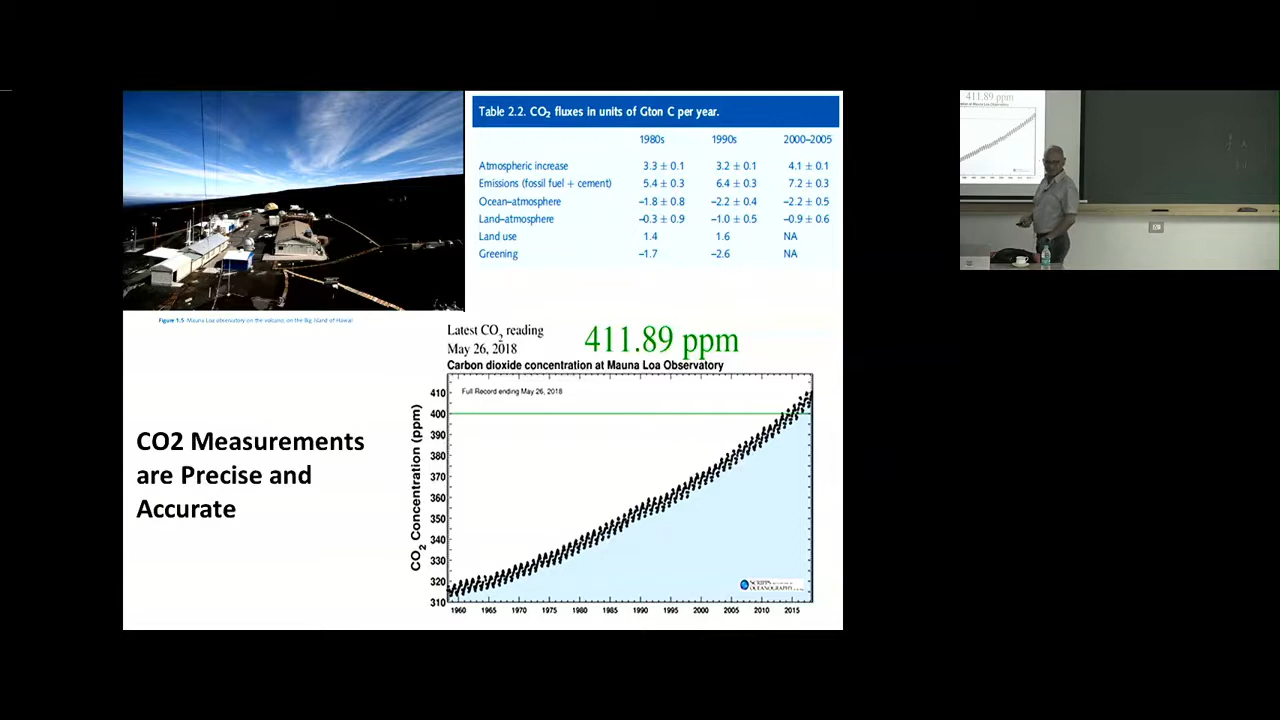 Table 2.2. CO2 fluxes in units of Gton C per year.
1980s 1990s 2000–2005
Atmospheric increase 3.3 ± 0.1 3.2 ± 0.1 4.1 ± 0.1
Emissions (fossil fuel + cement) 5.4 ± 0.3 6.4 ± 0.3 7.2 ± 0.3
Ocean–atmosphere –1.8 ± 0.8 –2.2 ± 0.4 –2.2 ± 0.5
Land–atmosphere –0.3 ± 0.9 –1.0 ± 0.5 –0.9 ± 0.6
Land use 1.4 1.6 NA
Greening –1.7 –2.6 NA
Figure 1.5 Mauna Loa observatory on the volcano, on the Big Island of Hawaii
Latest CO2 reading
May 26, 2018
411.89 ppm
Carbon dioxide concentration at Mauna Loa Observatory
Full Record ending May 26, 2018
CO2 Concentration (ppm)
410
400
390
380
370
360
350
340
330
320
310
1960 1965 1970 1975 1980 1985 1990 1995 2000 2005 2010 2015
SCRIPPS
OCEANOGRAPHY
CO2 Measurements
are Precise and
Accurate
411.89 ppm